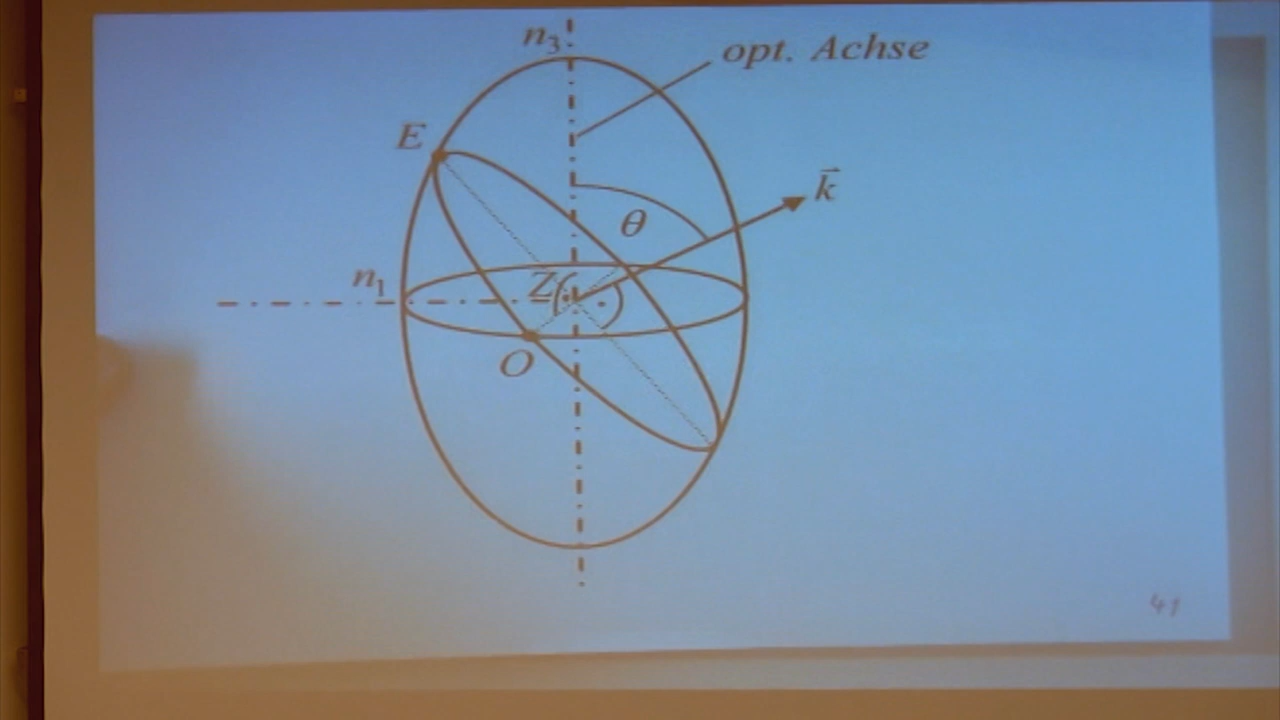 n₃
opt. Achse
E
k⃗
θ
n₁
Z
O
41